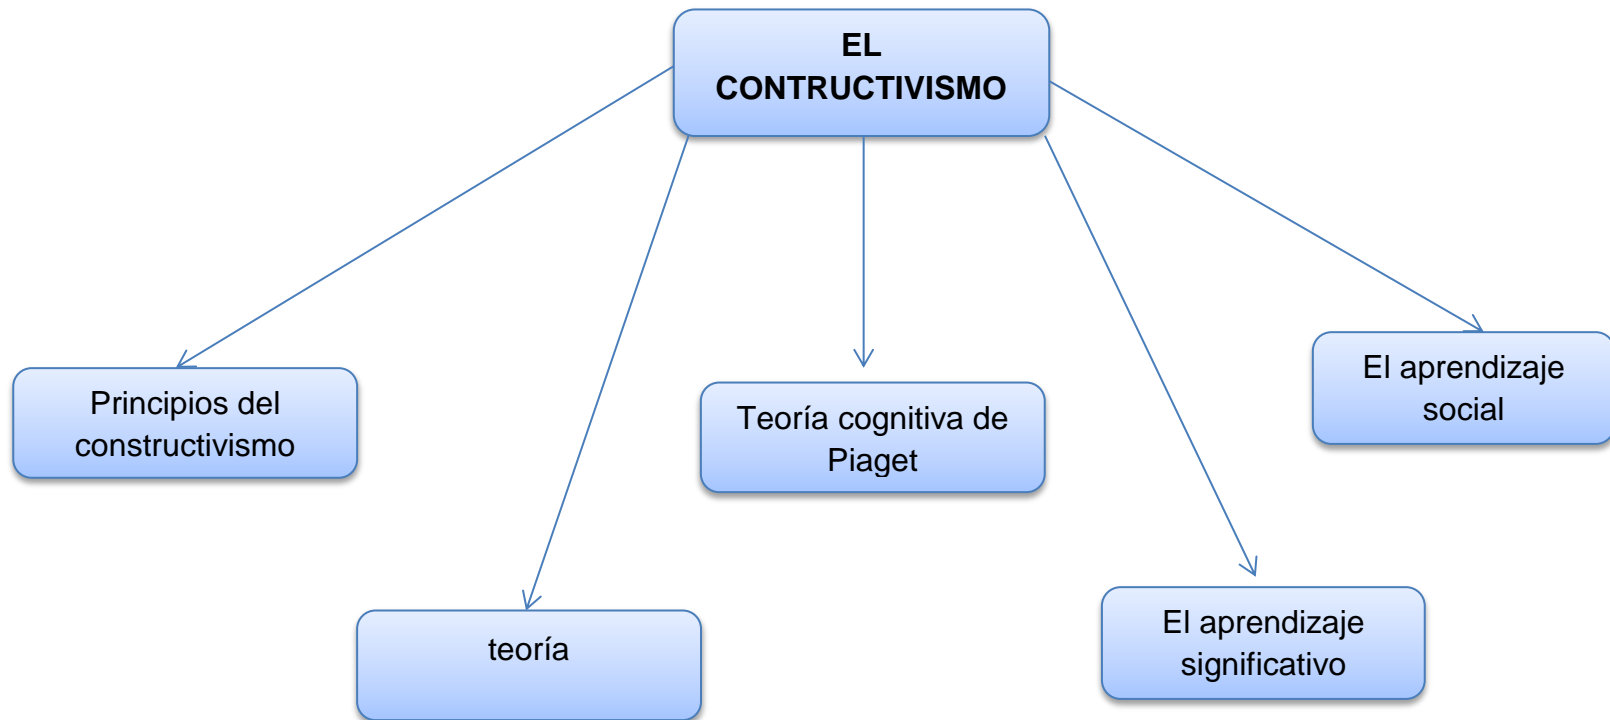 EL
CONTRUCTIVISMO
Principios del
constructivismo
teoría
Teoría cognitiva de
Piaget
El aprendizaje
significativo
El aprendizaje
social